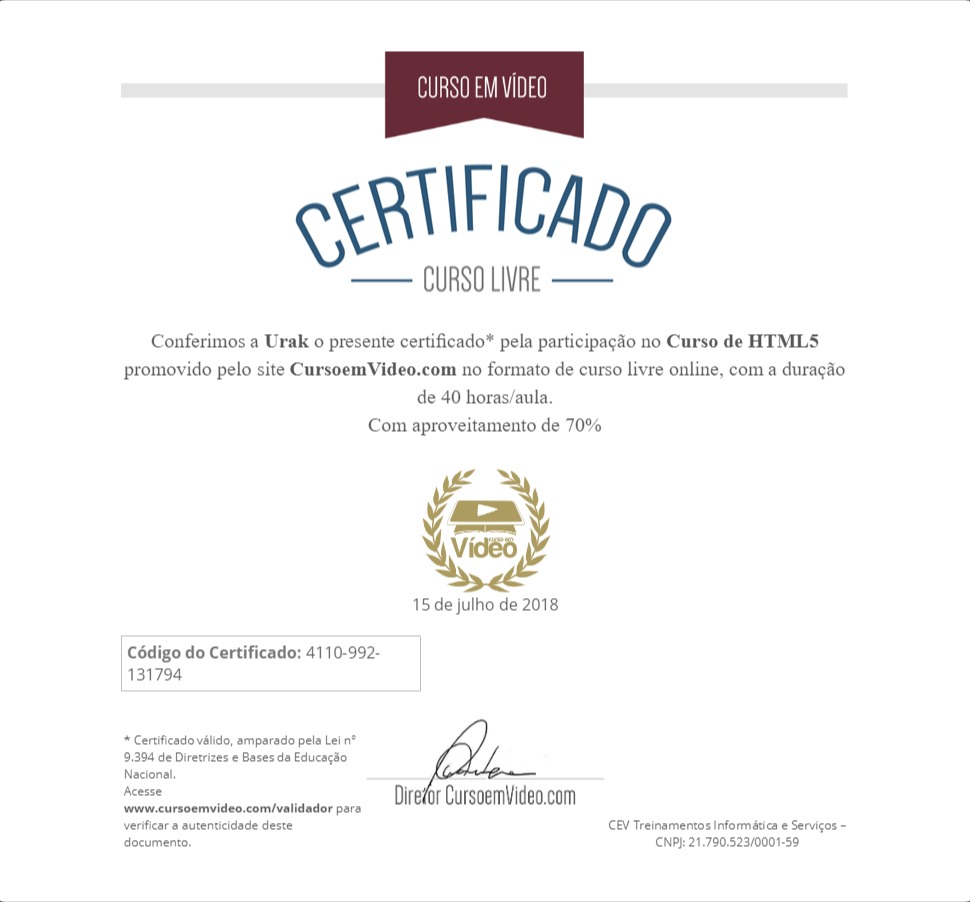 CURSO EM VÍDEO
CERTIFICADO
CURSO LIVRE
Conferimos a Urak o presente certificado* pela participação no Curso de HTML5
promovido pelo site CursoemVideo.com no formato de curso livre online, com a duração
de 40 horas/aula.
Com aproveitamento de 70%
curso em
Vídeo
15 de julho de 2018
Código do Certificado: 4110-992-
131794
* Certificado válido, amparado pela Lei nº
9.394 de Diretrizes e Bases da Educação
Nacional.
Acesse
www.cursoemvideo.com/validador para
verificar a autenticidade deste
documento.
Diretor CursoemVideo.com
CEV Treinamentos Informática e Serviços –
CNPJ: 21.790.523/0001-59